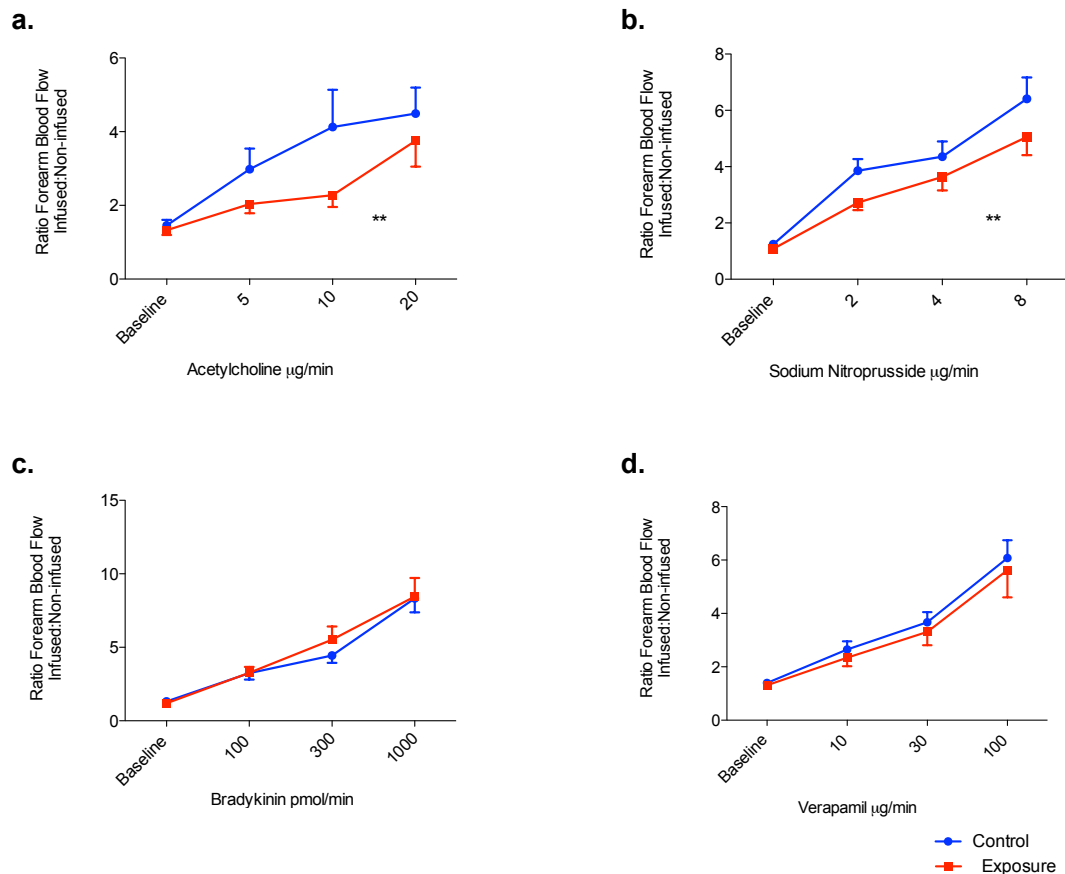 a.
Ratio Forearm Blood Flow
Infused:Non-infused
6
4
2
0
Baseline
5
10
20
**
Acetylcholine μg/min
b.
Ratio Forearm Blood Flow
Infused:Non-infused
8
6
4
2
0
Baseline
2
4
8
**
Sodium Nitroprusside μg/min
c.
Ratio Forearm Blood Flow
Infused:Non-infused
15
10
5
0
Baseline
100
300
1000
Bradykinin pmol/min
d.
Ratio Forearm Blood Flow
Infused:Non-infused
8
6
4
2
0
Baseline
10
30
100
Verapamil μg/min
Control
Exposure